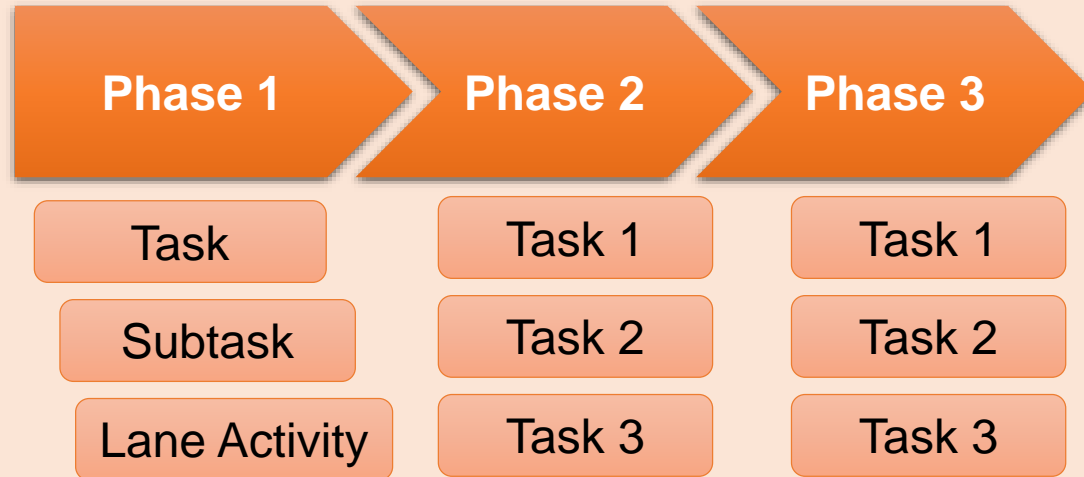 Phase 1
Phase 2
Phase 3
Task
Task 1
Task 1
Subtask
Task 2
Task 2
Lane Activity
Task 3
Task 3